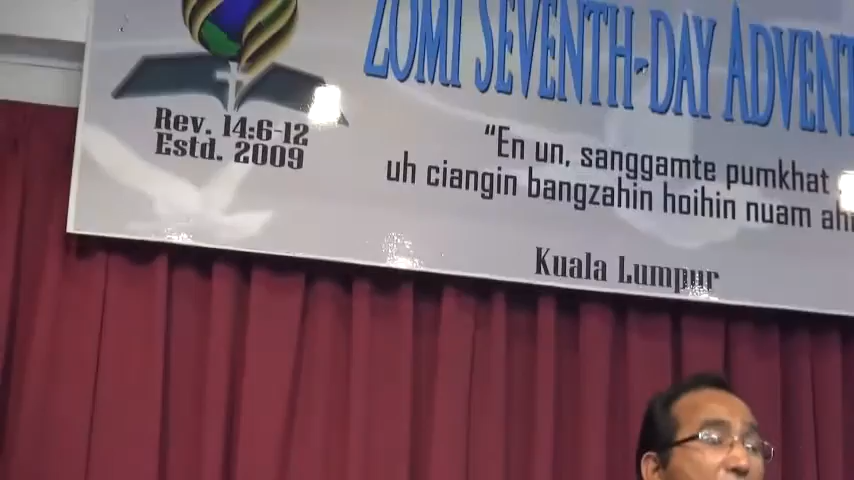 ZOMI SEVENTH-DAY ADVENT
Rev. 14:6-12
Estd. 2009
"En un, sanggamte pumkhat
uh ciangin bangzahin hoihin nuam ahi
Kuala Lumpur